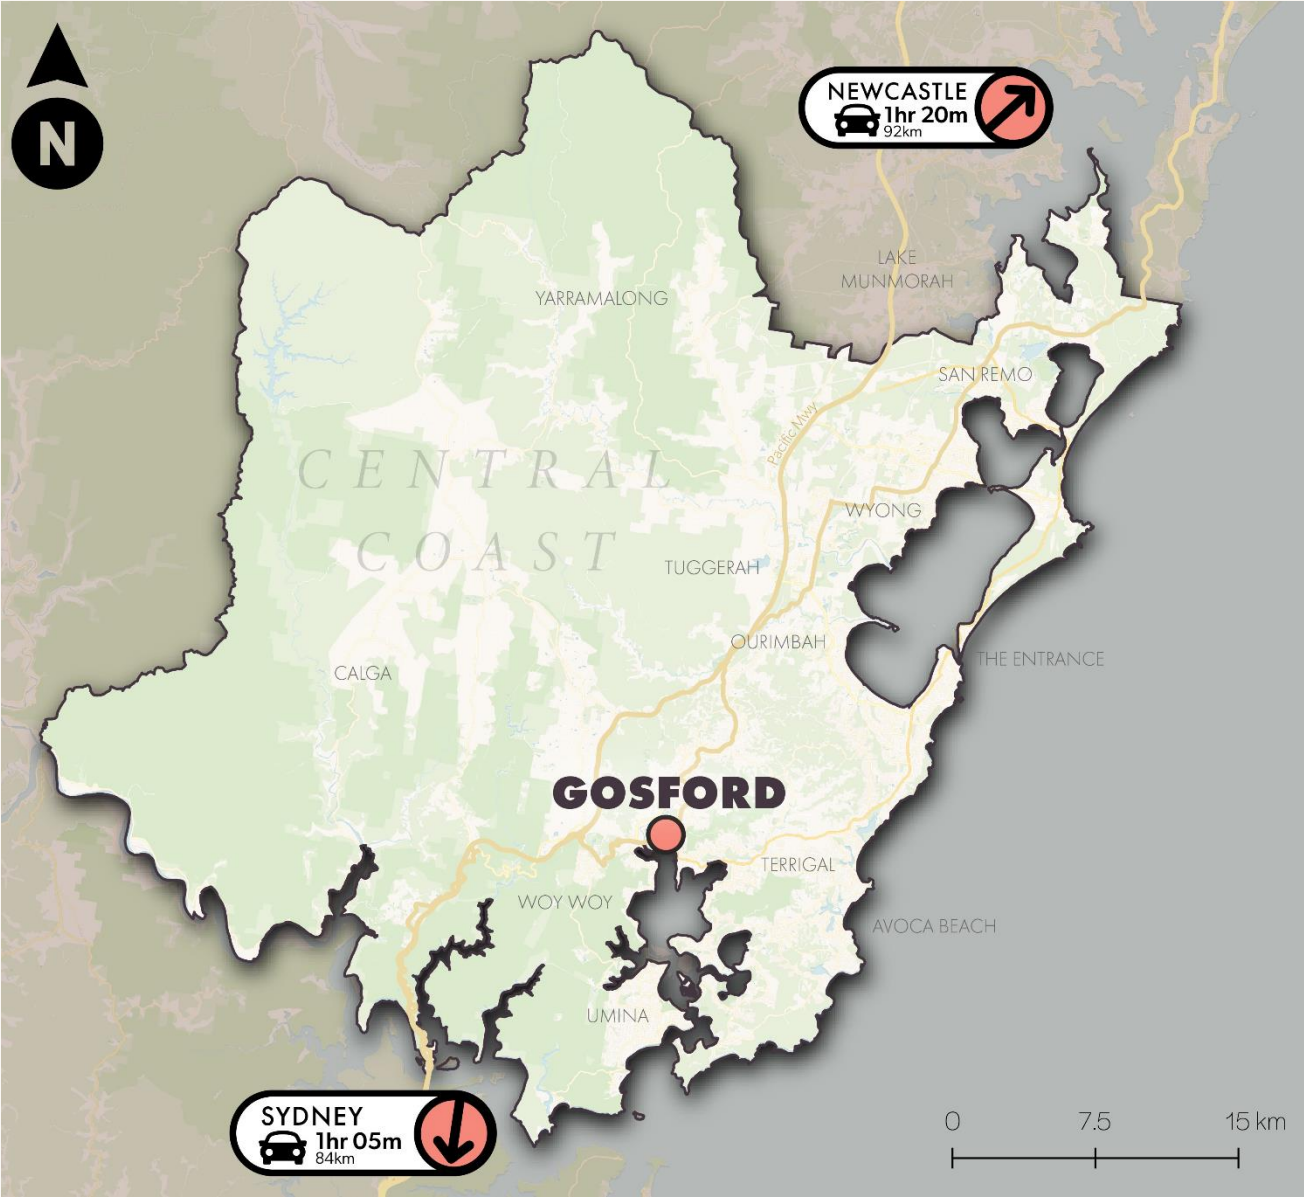 N
NEWCASTLE
1hr 20m
92km
LAKE
MUNMORAH
YARRAMALONG
SAN REMO
Pacific Mwy
CENTRAL
COAST
WYONG
TUGGERAH
OURIMBAH
THE ENTRANCE
CALGA
GOSFORD
TERRIGAL
WOY WOY
AVOCA BEACH
UMINA
SYDNEY
1hr 05m
84km
0 7.5 15 km